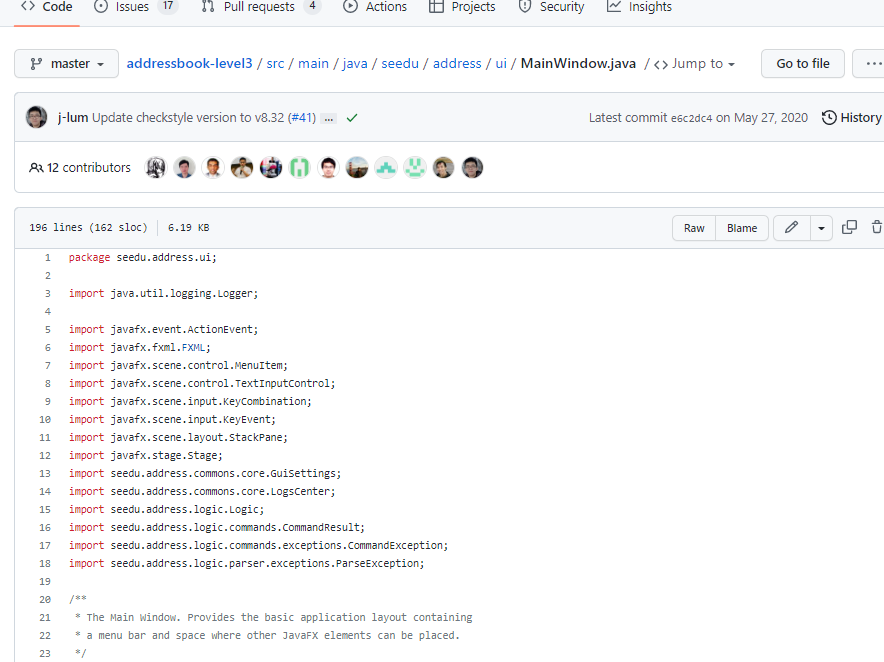 <> Code Issues 17 Pull requests 4 Actions Projects Security Insights
master addressbook-level3 / src / main / java / seedu / address / ui / MainWindow.java / <> Jump to Go to file ...
j-lum Update checkstyle version to v8.32 (#41) ... Latest commit e6c2dc4 on May 27, 2020 History
12 contributors
196 lines (162 sloc) 6.19 KB Raw Blame
1 package seedu.address.ui;
2
3 import java.util.logging.Logger;
4
5 import javafx.event.ActionEvent;
6 import javafx.fxml.FXML;
7 import javafx.scene.control.MenuItem;
8 import javafx.scene.control.TextInputControl;
9 import javafx.scene.input.KeyCombination;
10 import javafx.scene.input.KeyEvent;
11 import javafx.scene.layout.StackPane;
12 import javafx.stage.Stage;
13 import seedu.address.commons.core.GuiSettings;
14 import seedu.address.commons.core.LogsCenter;
15 import seedu.address.logic.Logic;
16 import seedu.address.logic.commands.CommandResult;
17 import seedu.address.logic.commands.exceptions.CommandException;
18 import seedu.address.logic.parser.exceptions.ParseException;
19
20 /**
21 * The Main Window. Provides the basic application layout containing
22 * a menu bar and space where other JavaFX elements can be placed.
23 */